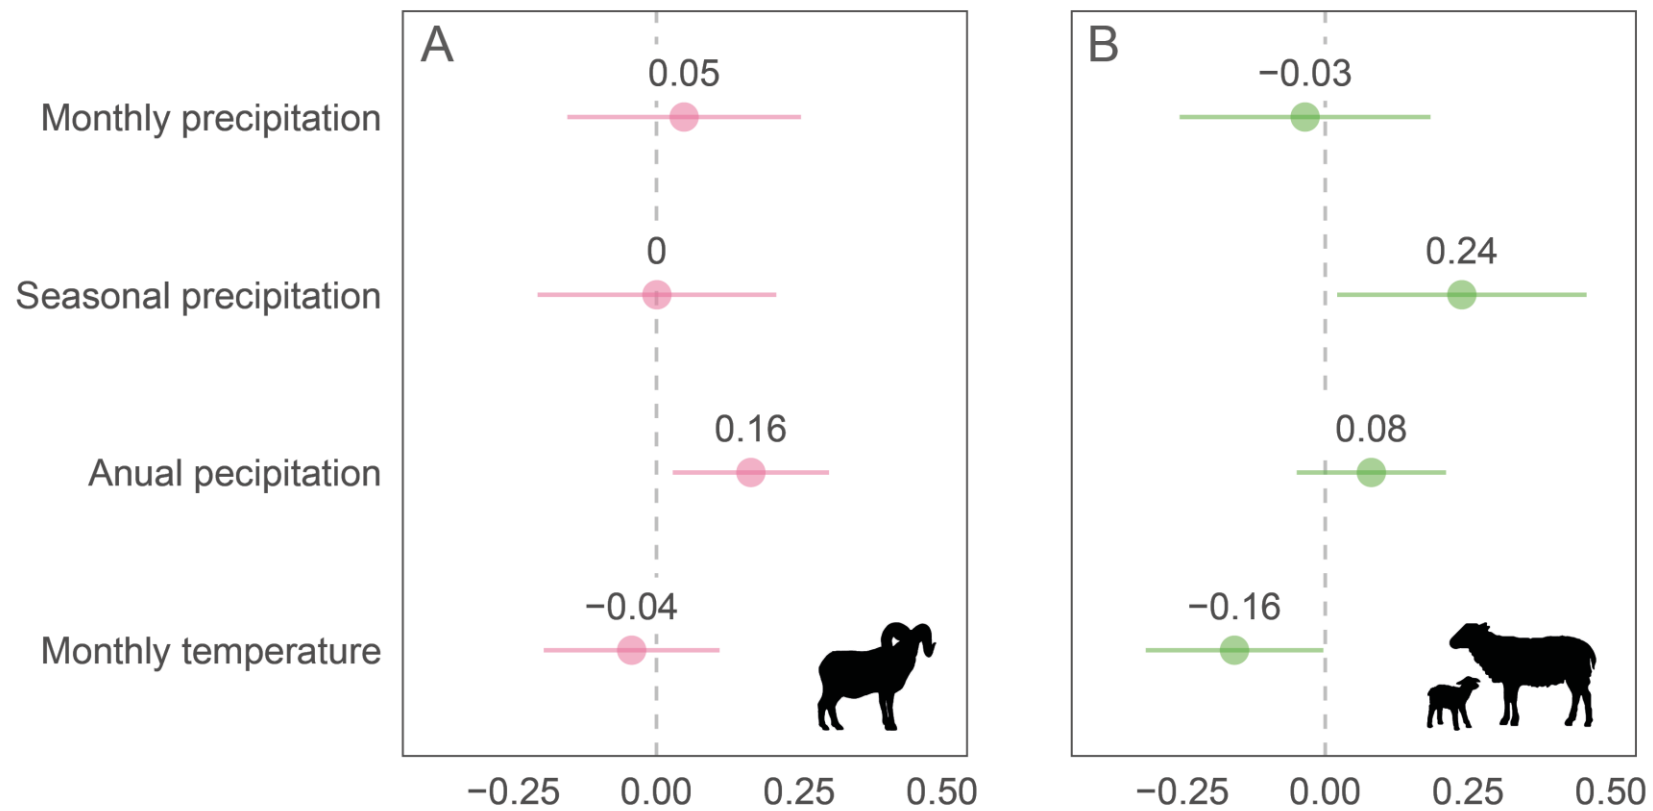 A
B
Monthly precipitation
0.05
−0.03
Seasonal precipitation
0
0.24
Anual pecipitation
0.16
0.08
Monthly temperature
−0.04
−0.16
−0.25 0.00 0.25 0.50
−0.25 0.00 0.25 0.50